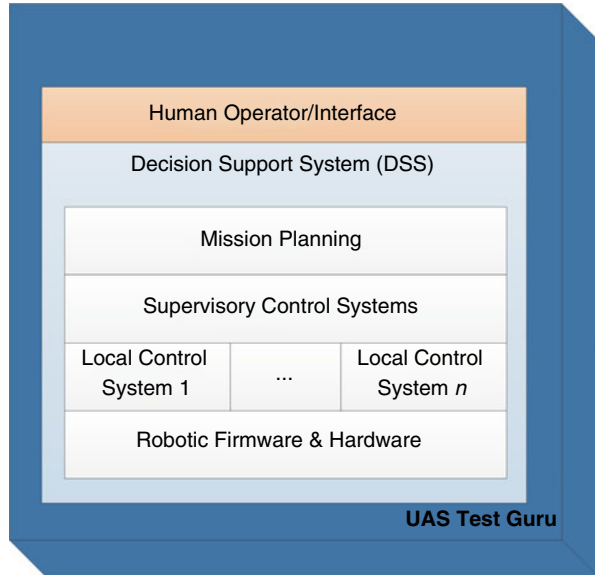 Human Operator/Interface
Decision Support System (DSS)
Mission Planning
Supervisory Control Systems
Local Control
System 1
...
Local Control
System n
Robotic Firmware & Hardware
UAS Test Guru